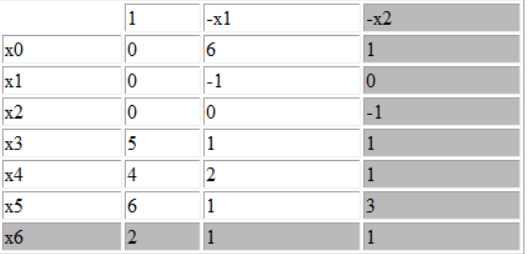 1 -x1 -x2
x0 0 6 1
x1 0 -1 0
x2 0 0 -1
x3 5 1 1
x4 4 2 1
x5 6 1 3
x6 2 1 1